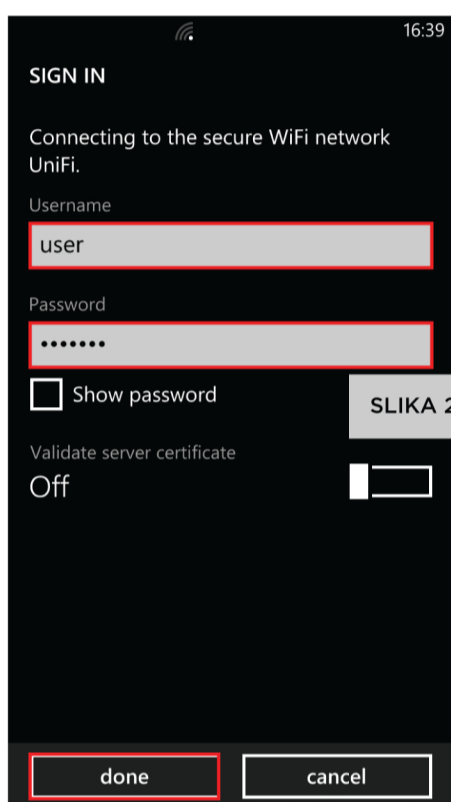 16:39
SIGN IN
Connecting to the secure WiFi network
UniFi.
Username
user
Password
•••••••
Show password
SLIKA 2
Validate server certificate
Off
done
cancel